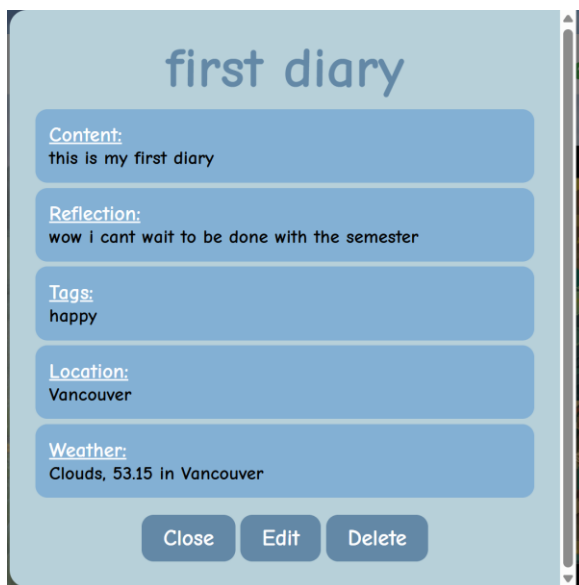 first diary
Content:
this is my first diary
Reflection:
wow i cant wait to be done with the semester
Tags:
happy
Location:
Vancouver
Weather:
Clouds, 53.15 in Vancouver
Close Edit Delete